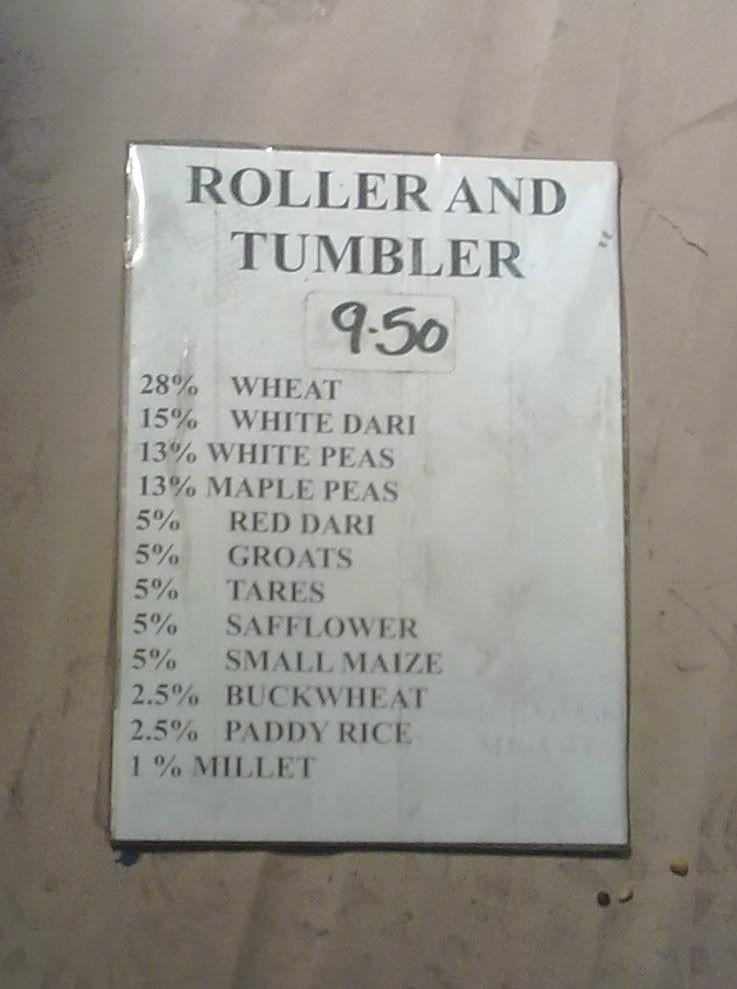 ROLLER AND
TUMBLER
9.50
28% WHEAT
15% WHITE DARI
13% WHITE PEAS
13% MAPLE PEAS
5% RED DARI
5% GROATS
5% TARES
5% SAFFLOWER
5% SMALL MAIZE
2.5% BUCKWHEAT
2.5% PADDY RICE
1 % MILLET